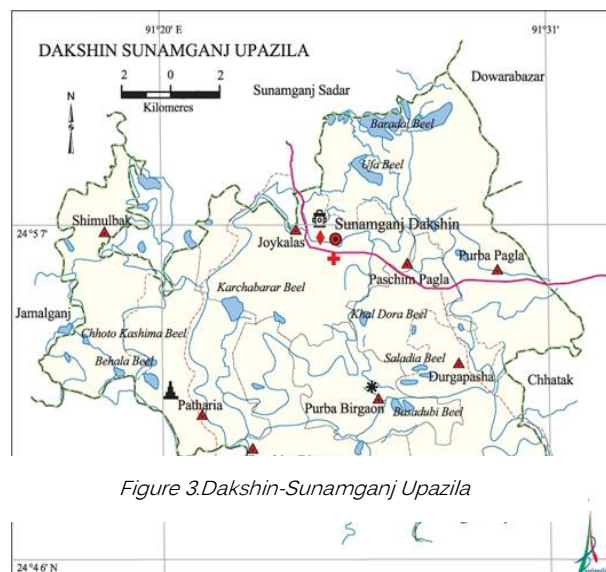 91°20' E
91°31'
DAKSHIN SUNAMGANJ UPAZILA
2 0 2
Kilomeres
N
Sunamganj Sadar
Dowarabazar
Baradai Beel
Ufa Beel
Shimulbak
24°5 7'
Joykalas
Sunamganj Dakshin
Paschim Pagla
Purba Pagla
Karchabarar Beel
Jamalganj
Khal Dora Beel
Chhoto Kashima Beel
Behala Beel
Saladia Beel
Durgapasha
Chhatak
Patharia
Purba Birgaon
Basadubi Beel
Figure 3.Dakshin-Sunamganj Upazila
24°4 6' N